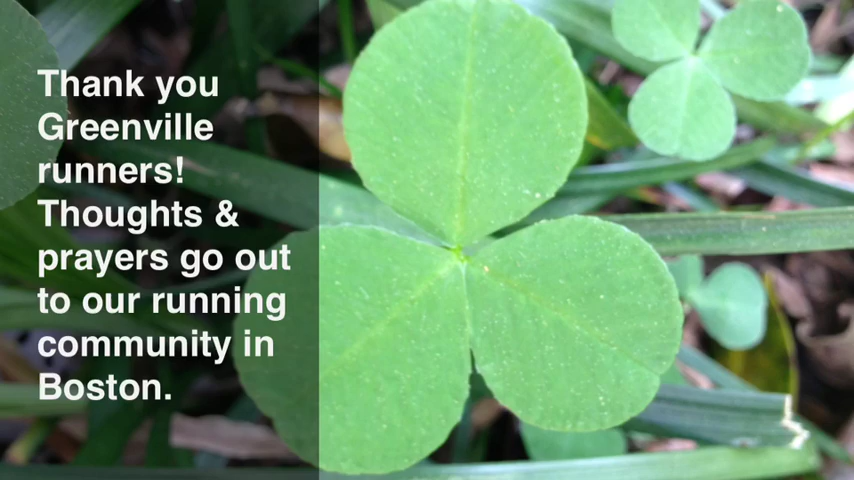 Thank you
Greenville
runners!
Thoughts &
prayers go out
to our running
community in
Boston.